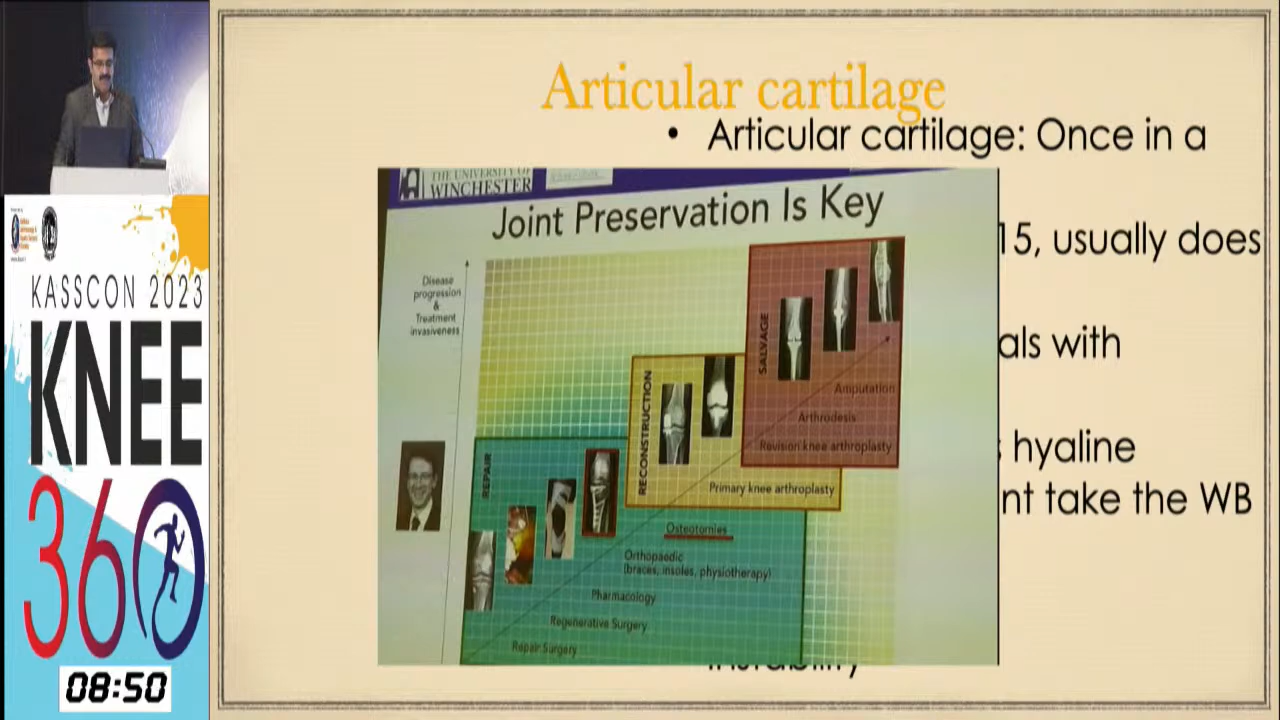 Articular cartilage
• Articular cartilage: Once in a
15, usually does
als with
hyaline
nt take the WB
instability
THE UNIVERSITY OF
WINCHESTER
Joint Preservation Is Key
Disease
progression
&
Treatment
invasiveness
SALVAGE
Amputation
Arthrodesis
Revision knee arthroplasty
RECONSTRUCTION
Primary knee arthroplasty
REPAIR
Osteotomies
Orthopaedic
(braces, insoles, physiotherapy)
Pharmacology
Regenerative Surgery
Repair Surgery
KASSCON 2023
KNEE
360
08:50